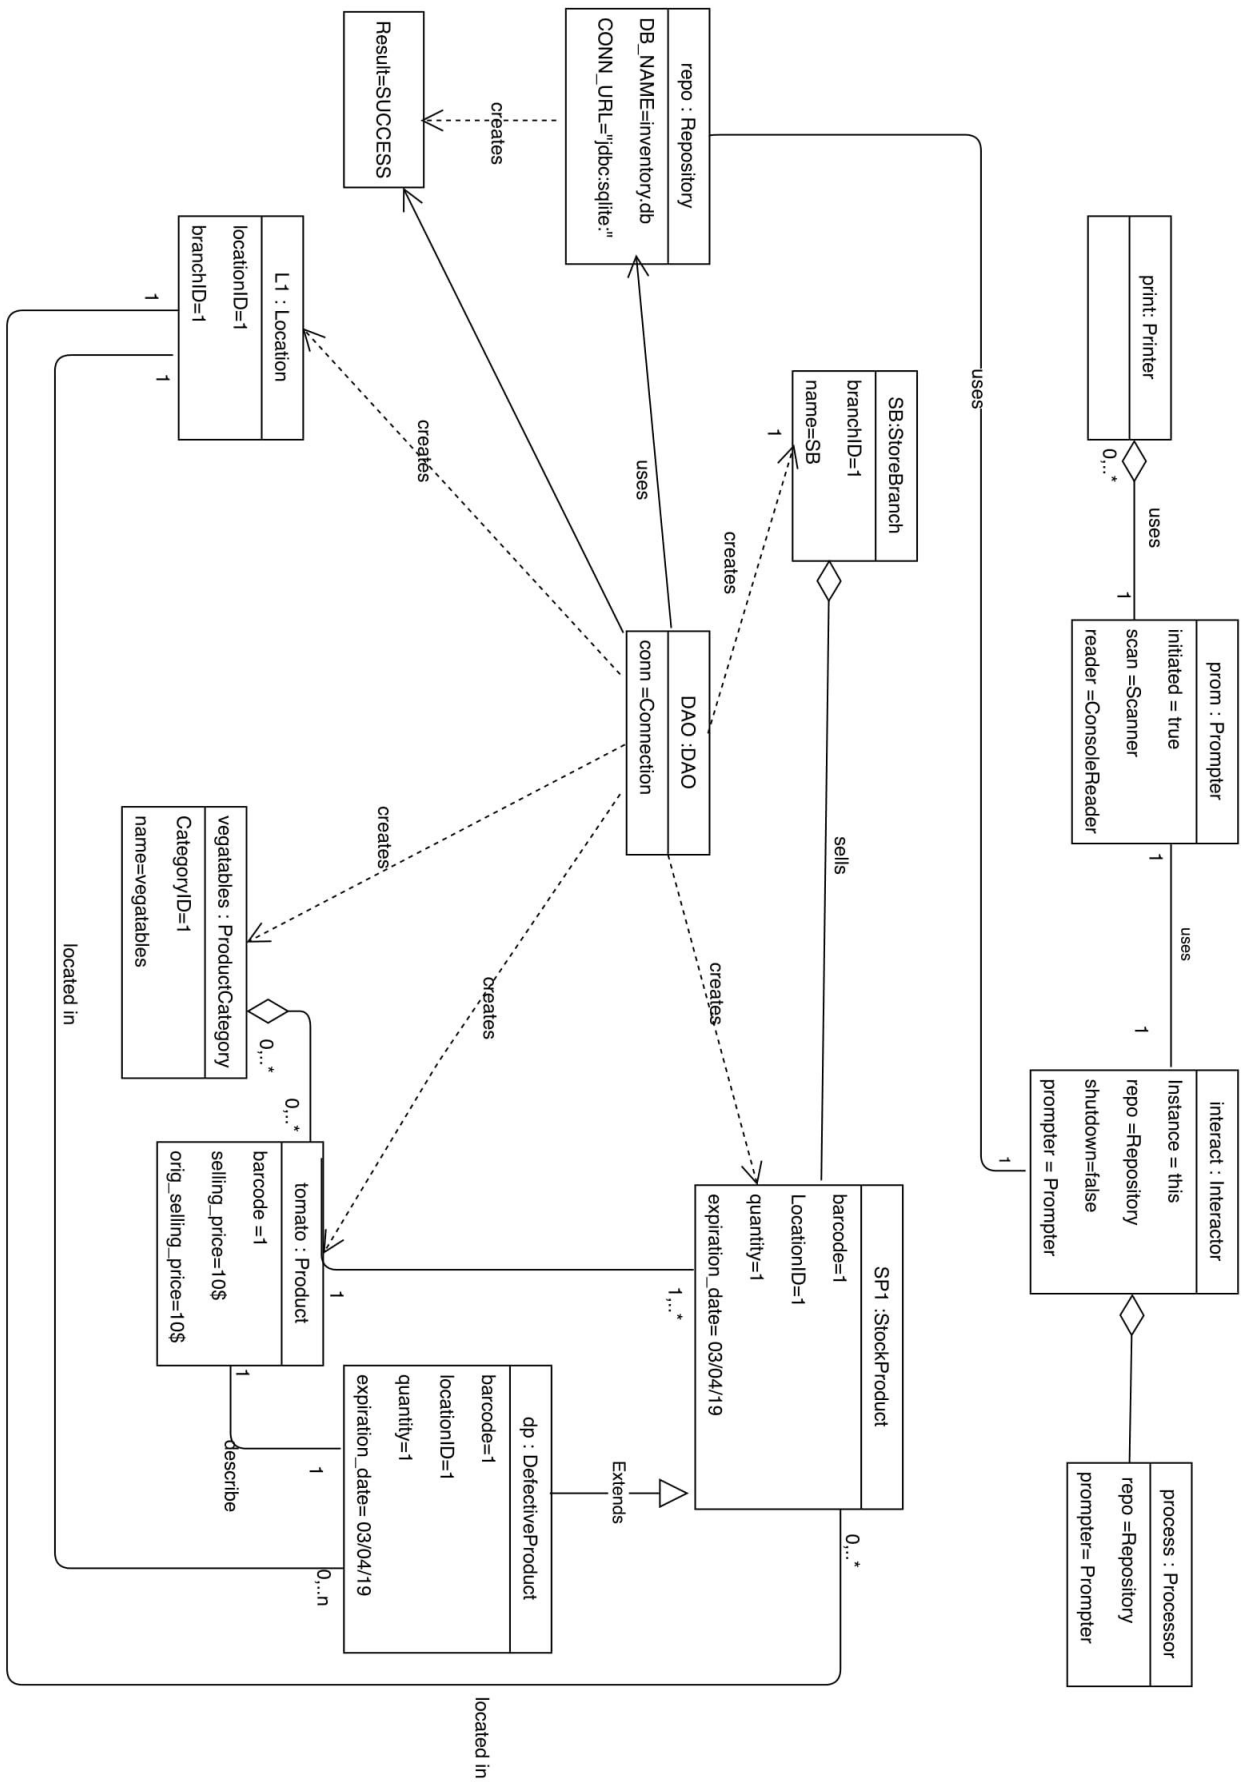 print: Printer
0,..*
uses
1
prom : Prompter
initiated = true
scan =Scanner
reader =ConsoleReader
1
uses
1
interact : Interactor
Instance = this
repo =Repository
shutdown=false
prompter = Prompter
1
process : Processor
repo =Repository
prompter= Prompter
uses
SB:StoreBranch
branchID=1
name=SB
1
sells
creates
repo : Repository
DB_NAME=inventory.db
CONN_URL="jdbc:sqlite:"
uses
DAO :DAO
conn =Connection
creates
SP1 :StockProduct
barcode=1
LocationID=1
quantity=1
expiration_date= 03/04/19
0,..*
1,..*
Extends
creates
Result=SUCCESS
creates
creates
creates
dp : DefectiveProduct
barcode=1
locationID=1
quantity=1
expiration_date= 03/04/19
0,..n
L1 : Location
locationID=1
branchID=1
1
1
vegatables : ProductCategory
CategoryID=1
name=vegatables
0,..*
0,..*
tomato : Product
barcode =1
selling_price=10$
orig_selling_price=10$
1
1
1
describe
located in
located in